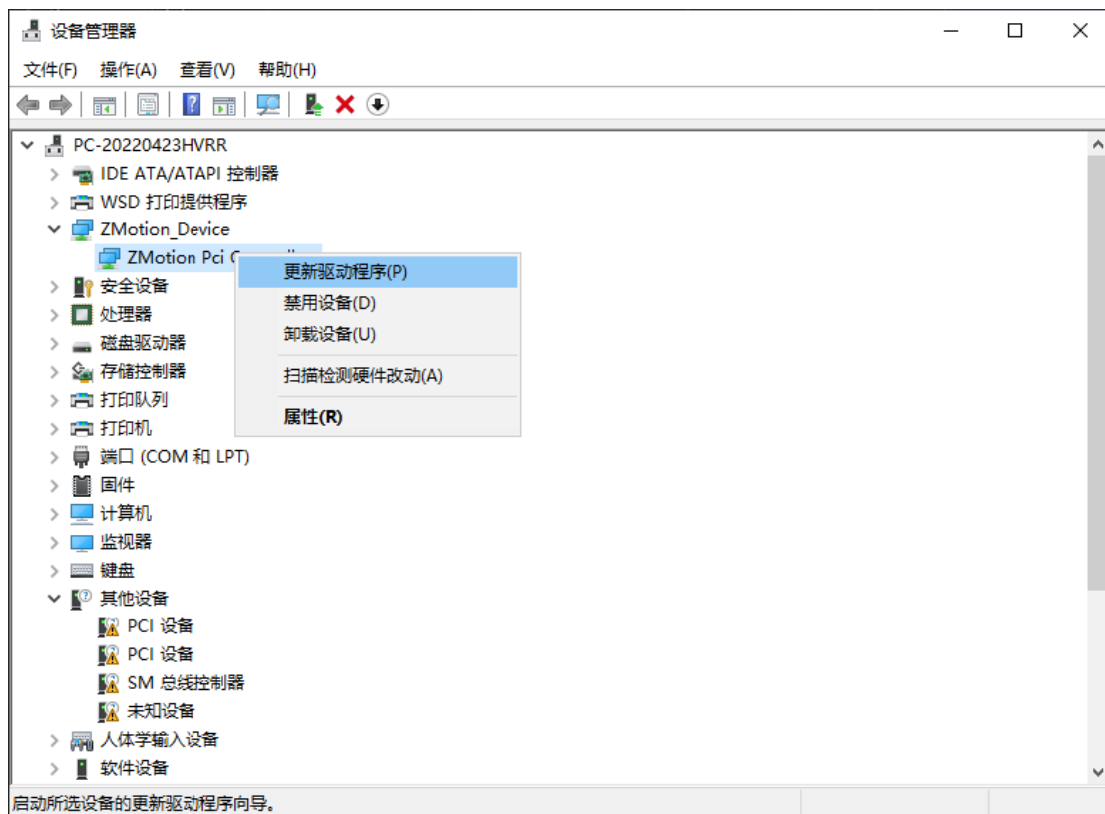 设备管理器
文件(F) 操作(A) 查看(V) 帮助(H)
PC-20220423HVRR
IDE ATA/ATAPI 控制器
WSD 打印提供程序
ZMotion_Device
ZMotion Pci
更新驱动程序(P)
禁用设备(D)
卸载设备(U)
扫描检测硬件改动(A)
属性(R)
安全设备
处理器
磁盘驱动器
存储控制器
打印队列
打印机
端口 (COM 和 LPT)
固件
计算机
监视器
键盘
其他设备
PCI 设备
PCI 设备
SM 总线控制器
未知设备
人体学输入设备
软件设备
启动所选设备的更新驱动程序向导。